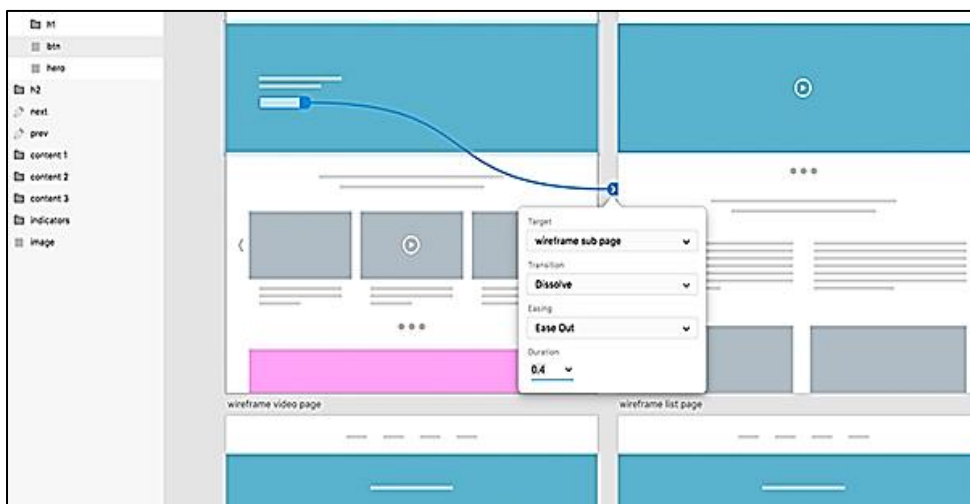 h1
btn
hero
h2
next
prev
content 1
content 2
content 3
indicators
image
Target
wireframe sub page
Transition
Dissolve
Easing
Ease Out
Duration
0.4
wireframe video page
wireframe list page